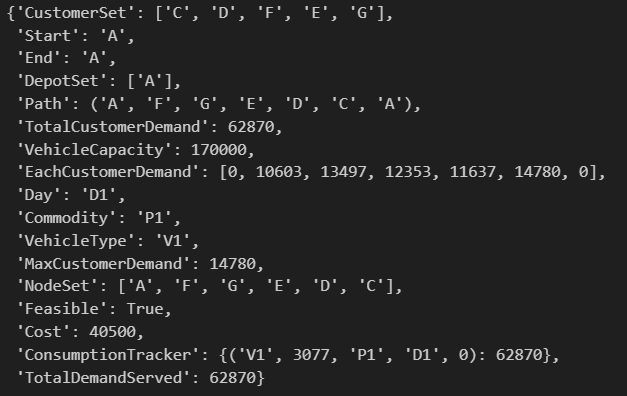 {'CustomerSet': ['C', 'D', 'F', 'E', 'G'],
'Start': 'A',
'End': 'A',
'DepotSet': ['A'],
'Path': ('A', 'F', 'G', 'E', 'D', 'C', 'A'),
'TotalCustomerDemand': 62870,
'VehicleCapacity': 170000,
'EachCustomerDemand': [0, 10603, 13497, 12353, 11637, 14780, 0],
'Day': 'D1',
'Commodity': 'P1',
'VehicleType': 'V1',
'MaxCustomerDemand': 14780,
'NodeSet': ['A', 'F', 'G', 'E', 'D', 'C'],
'Feasible': True,
'Cost': 40500,
'ConsumptionTracker': {('V1', 3077, 'P1', 'D1', 0): 62870},
'TotalDemandServed': 62870}